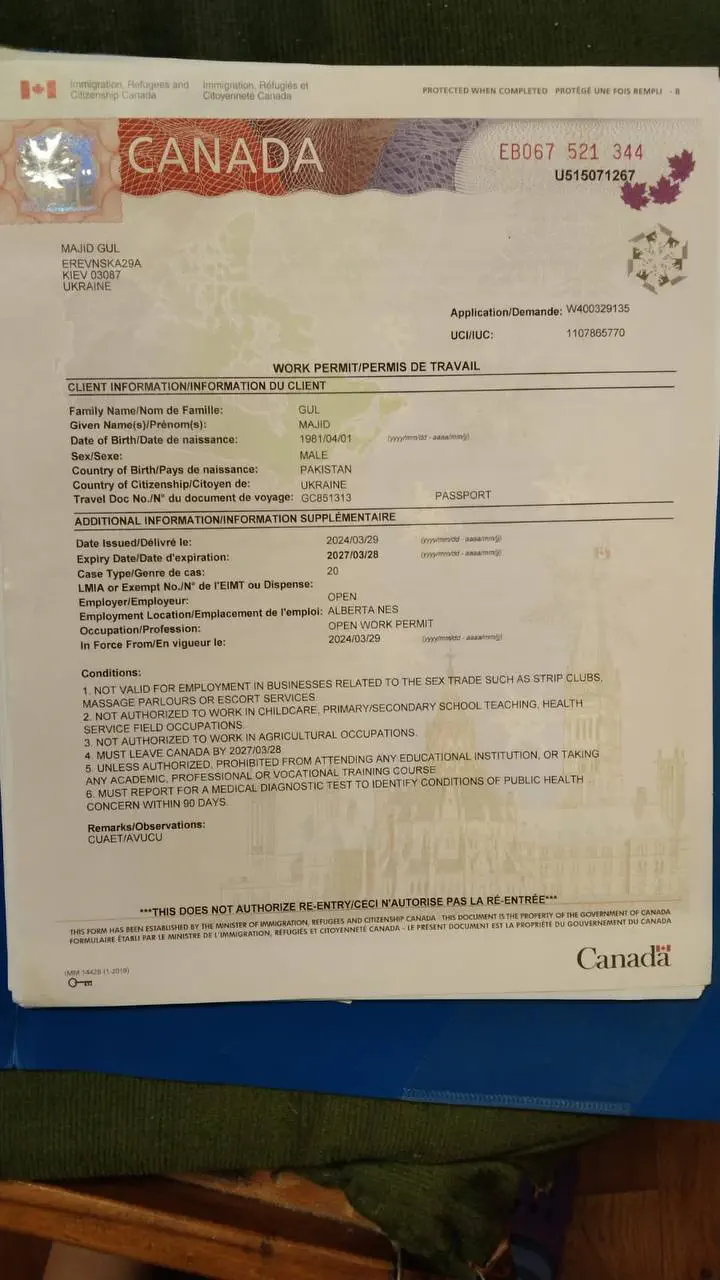 Immigration, Refugees and Immigration, Réfugiés et
Citizenship Canada Citoyenneté Canada
PROTECTED WHEN COMPLETED PROTÉGÉ UNE FOIS REMPLI - B
CANADA
EB067 521 344
U515071267
MAJID GUL
EREVNSKA29A
KIEV 03087
UKRAINE
Application/Demande: W400329135
UCI/IUC: 1107865770
WORK PERMIT/PERMIS DE TRAVAIL
CLIENT INFORMATION/INFORMATION DU CLIENT
Family Name/Nom de Famille: GUL
Given Name(s)/Prénom(s): MAJID
Date of Birth/Date de naissance: 1981/04/01 (yyyy/mm/dd - aaaa/mm/jj)
Sex/Sexe: MALE
Country of Birth/Pays de naissance: PAKISTAN
Country of Citizenship/Citoyen de: UKRAINE
Travel Doc No./N° du document de voyage: GC851313 PASSPORT
ADDITIONAL INFORMATION/INFORMATION SUPPLÉMENTAIRE
Date Issued/Délivré le: 2024/03/29 (yyyy/mm/dd - aaaa/mm/jj)
Expiry Date/Date d'expiration: 2027/03/28 (yyyy/mm/dd - aaaa/mm/jj)
Case Type/Genre de cas: 20
LMIA or Exempt No./N° de l'EIMT ou Dispense:
Employer/Employeur: OPEN
Employment Location/Emplacement de l'emploi: ALBERTA NES
Occupation/Profession: OPEN WORK PERMIT
In Force From/En vigueur le: 2024/03/29 (yyyy/mm/dd - aaaa/mm/jj)
Conditions:
1. NOT VALID FOR EMPLOYMENT IN BUSINESSES RELATED TO THE SEX TRADE SUCH AS STRIP CLUBS,
MASSAGE PARLOURS OR ESCORT SERVICES.
2. NOT AUTHORIZED TO WORK IN CHILDCARE, PRIMARY/SECONDARY SCHOOL TEACHING, HEALTH
SERVICE FIELD OCCUPATIONS.
3. NOT AUTHORIZED TO WORK IN AGRICULTURAL OCCUPATIONS.
4. MUST LEAVE CANADA BY 2027/03/28
5. UNLESS AUTHORIZED, PROHIBITED FROM ATTENDING ANY EDUCATIONAL INSTITUTION, OR TAKING
ANY ACADEMIC, PROFESSIONAL OR VOCATIONAL TRAINING COURSE
6. MUST REPORT FOR A MEDICAL DIAGNOSTIC TEST TO IDENTIFY CONDITIONS OF PUBLIC HEALTH
CONCERN WITHIN 90 DAYS.
Remarks/Observations:
CUAET/AVUCU
***THIS DOES NOT AUTHORIZE RE-ENTRY/CECI N'AUTORISE PAS LA RÉ-ENTRÉE***
THIS FORM HAS BEEN ESTABLISHED BY THE MINISTER OF IMMIGRATION, REFUGEES AND CITIZENSHIP CANADA - THIS DOCUMENT IS THE PROPERTY OF THE GOVERNMENT OF CANADA
FORMULAIRE ÉTABLI PAR LE MINISTRE DE L'IMMIGRATION, RÉFUGIÉS ET CITOYENNETÉ CANADA - LE PRÉSENT DOCUMENT EST LA PROPRIÉTÉ DU GOUVERNEMENT DU CANADA
Canada
IMM 1442B (1-2019)